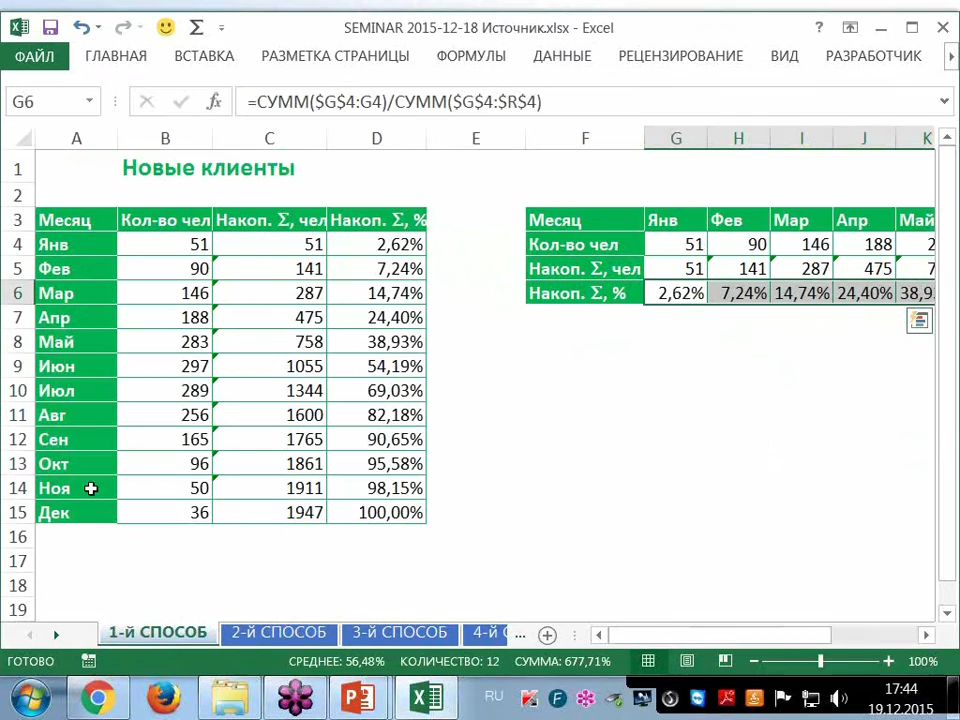 SEMINAR 2015-12-18 Источник.xlsx - Excel
ФАЙЛ ГЛАВНАЯ ВСТАВКА РАЗМЕТКА СТРАНИЦЫ ФОРМУЛЫ ДАННЫЕ РЕЦЕНЗИРОВАНИЕ ВИД РАЗРАБОТЧИК
G6 fx =СУММ($G$4:G4)/СУММ($G$4:$R$4)
A B C D E F G H I J K
1 Новые клиенты
2
3 Месяц Кол-во чел Накоп. Σ, чел Накоп. Σ, % Месяц Янв Фев Мар Апр Май
4 Янв 51 51 2,62% Кол-во чел 51 90 146 188 2
5 Фев 90 141 7,24% Накоп. Σ, чел 51 141 287 475 7
6 Мар 146 287 14,74% Накоп. Σ, % 2,62% 7,24% 14,74% 24,40% 38,9
7 Апр 188 475 24,40%
8 Май 283 758 38,93%
9 Июн 297 1055 54,19%
10 Июл 289 1344 69,03%
11 Авг 256 1600 82,18%
12 Сен 165 1765 90,65%
13 Окт 96 1861 95,58%
14 Ноя 50 1911 98,15%
15 Дек 36 1947 100,00%
16
17
18
19
1-й СПОСОБ 2-й СПОСОБ 3-й СПОСОБ 4-й С ...
ГОТОВО СРЕДНЕЕ: 56,48% КОЛИЧЕСТВО: 12 СУММА: 677,71% 100%
RU 17:44
19.12.2015